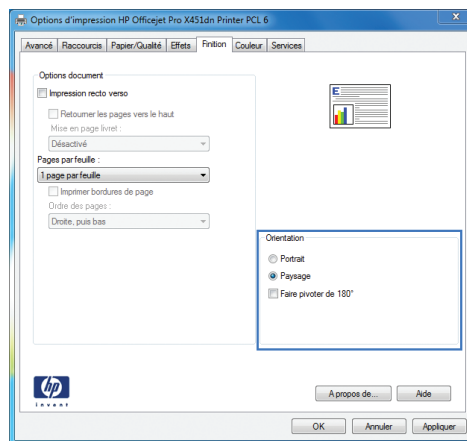 Options d'impression HP Officejet Pro X451dn Printer PCL 6
Avancé Raccourcis Papier/Qualité Effets Finition Couleur Services
Options document
Impression recto verso
Retourner les pages vers le haut
Mise en page livret :
Désactivé
Pages par feuille :
1 page par feuille
Imprimer bordures de page
Ordre des pages :
Droite, puis bas
E
Orientation
Portrait
Paysage
Faire pivoter de 180°
hp
invent
A propos de... Aide
OK Annuler Appliquer